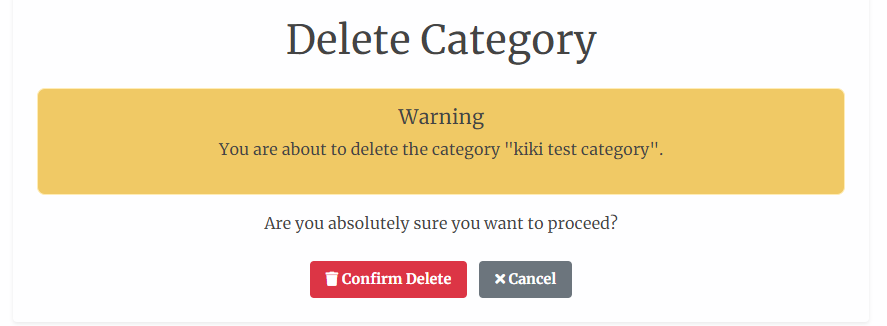 Delete Category
Warning
You are about to delete the category "kiki test category".
Are you absolutely sure you want to proceed?
Confirm Delete
Cancel